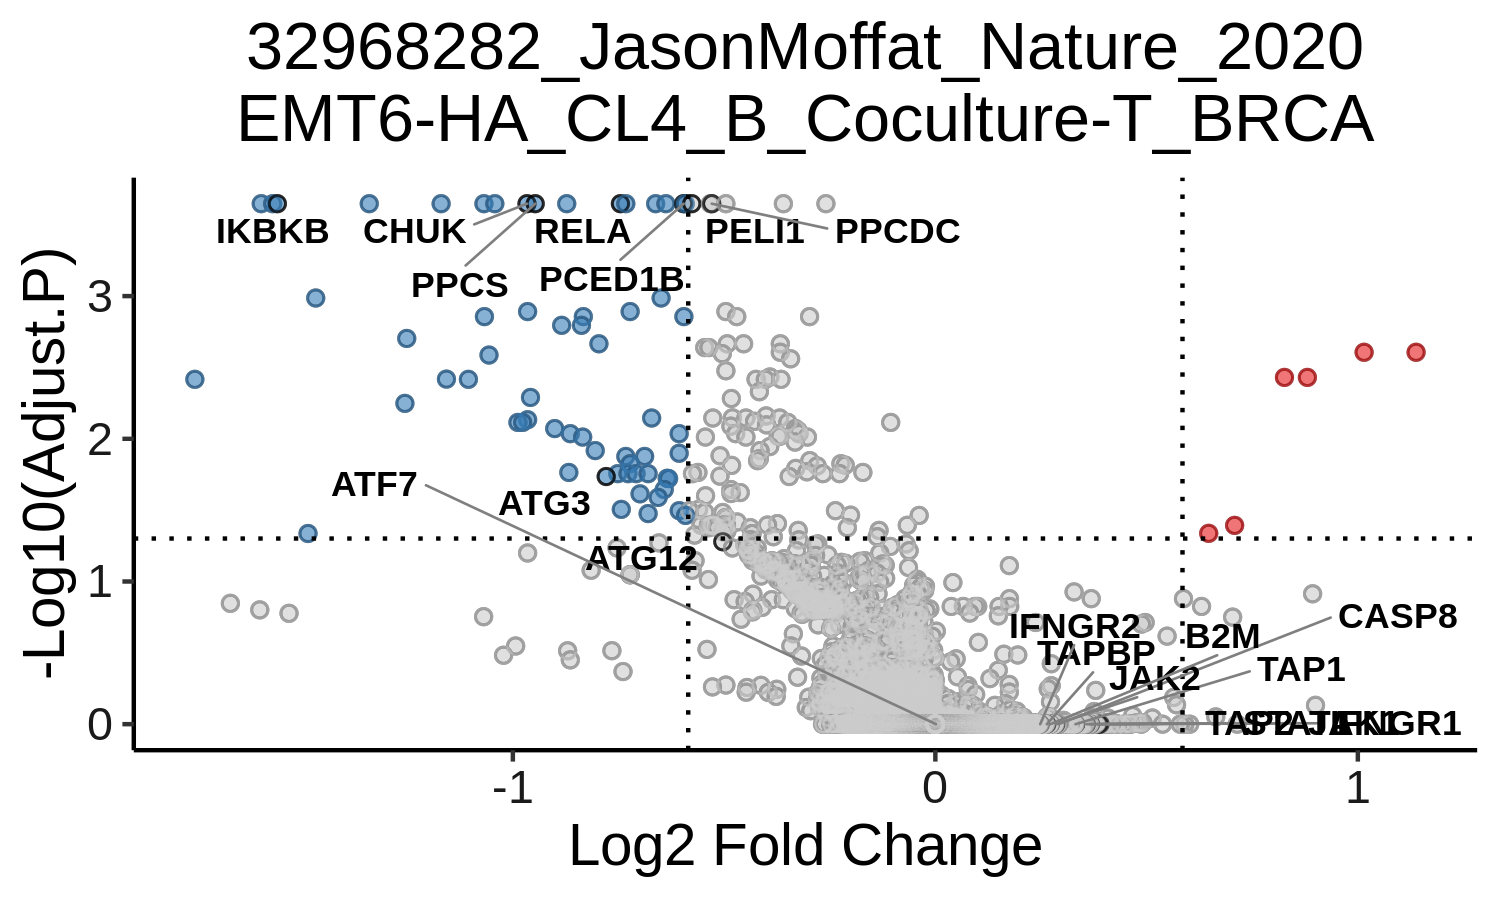 32968282_JasonMoffat_Nature_2020
EMT6-HA_CL4_B_Coculture-T_BRCA
IKBKB CHUK RELA PELI1 PPCDC
PPCS PCED1B
ATF7
ATG3
ATG12
IFNGR2 B2M CASP8
TAPBP TAP1
JAK2
IFNGR1
-Log10(Adjust.P)
3
2
1
0
-1 0 1
Log2 Fold Change